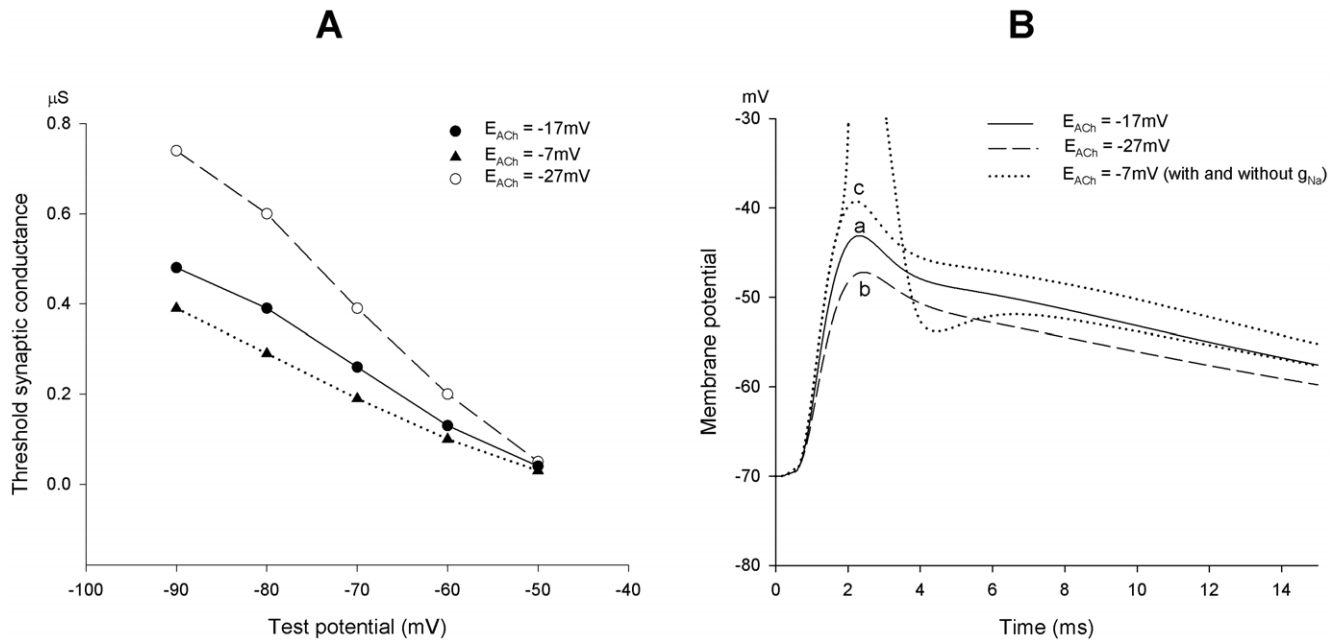 A
μS
0.8
0.6
0.4
0.2
0.0
Threshold synaptic conductance
-100
-90
-80
-70
-60
-50
-40
Test potential (mV)
E_ACh = -17mV
E_ACh = -7mV
E_ACh = -27mV
B
mV
-30
-40
-50
-60
-70
-80
Membrane potential
0
2
4
6
8
10
12
14
Time (ms)
E_ACh = -17mV
E_ACh = -27mV
E_ACh = -7mV (with and without g_Na)
c
a
b